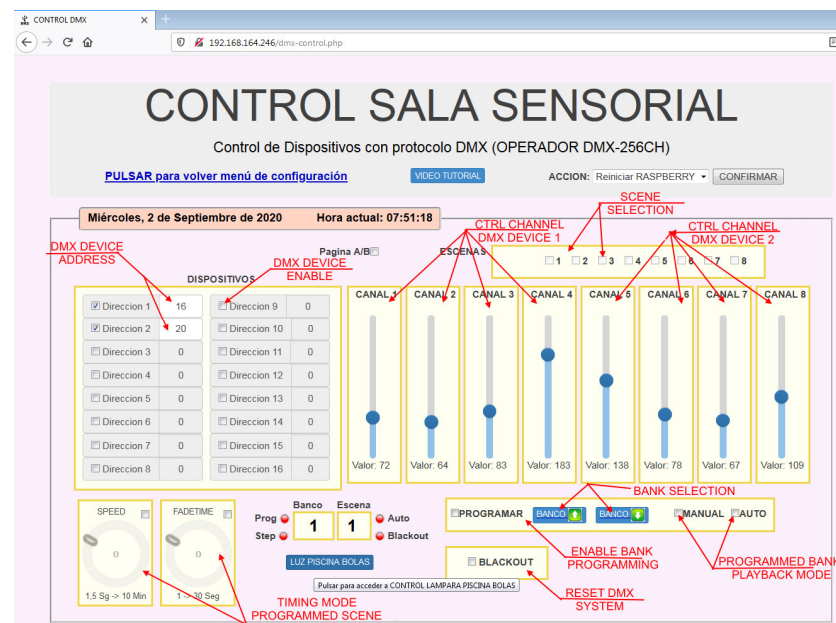 CONTROL DMX
192.168.164.246/dmx-control.php
CONTROL SALA SENSORIAL
Control de Dispositivos con protocolo DMX (OPERADOR DMX-256CH)
PULSAR para volver menú de configuración
VIDEO TUTORIAL
ACCION: Reiniciar RASPBERRY CONFIRMAR
SCENE
SELECTION
Miércoles, 2 de Septiembre de 2020 Hora actual: 07:51:18
CTRL CHANNEL
DMX DEVICE 1
CTRL CHANNEL
DMX DEVICE 2
DMX DEVICE
ADDRESS
Pagina A/B
ESCENAS
1 2 3 4 5 6 7 8
DMX DEVICE
ENABLE
DISPOSITIVOS
Direccion 1 16 Direccion 9 0
Direccion 2 20 Direccion 10 0
Direccion 3 0 Direccion 11 0
Direccion 4 0 Direccion 12 0
Direccion 5 0 Direccion 13 0
Direccion 6 0 Direccion 14 0
Direccion 7 0 Direccion 15 0
Direccion 8 0 Direccion 16 0
CANAL 1 CANAL 2 CANAL 3 CANAL 4 CANAL 5 CANAL 6 CANAL 7 CANAL 8
Valor: 72 Valor: 64 Valor: 83 Valor: 183 Valor: 138 Valor: 78 Valor: 67 Valor: 109
BANK SELECTION
SPEED
0
1,5 Sg -> 10 Min
FADETIME
0
1 -> 30 Seg
Banco Escena
Prog 1 1 Auto
Step Blackout
LUZ PISCINA BOLAS
Pulsar para acceder a CONTROL LAMPARA PISCINA BOLAS
PROGRAMAR BANCO BANCO MANUAL AUTO
ENABLE BANK
PROGRAMMING
PROGRAMMED BANK
PLAYBACK MODE
BLACKOUT
RESET DMX
SYSTEM
TIMING MODE
PROGRAMMED SCENE